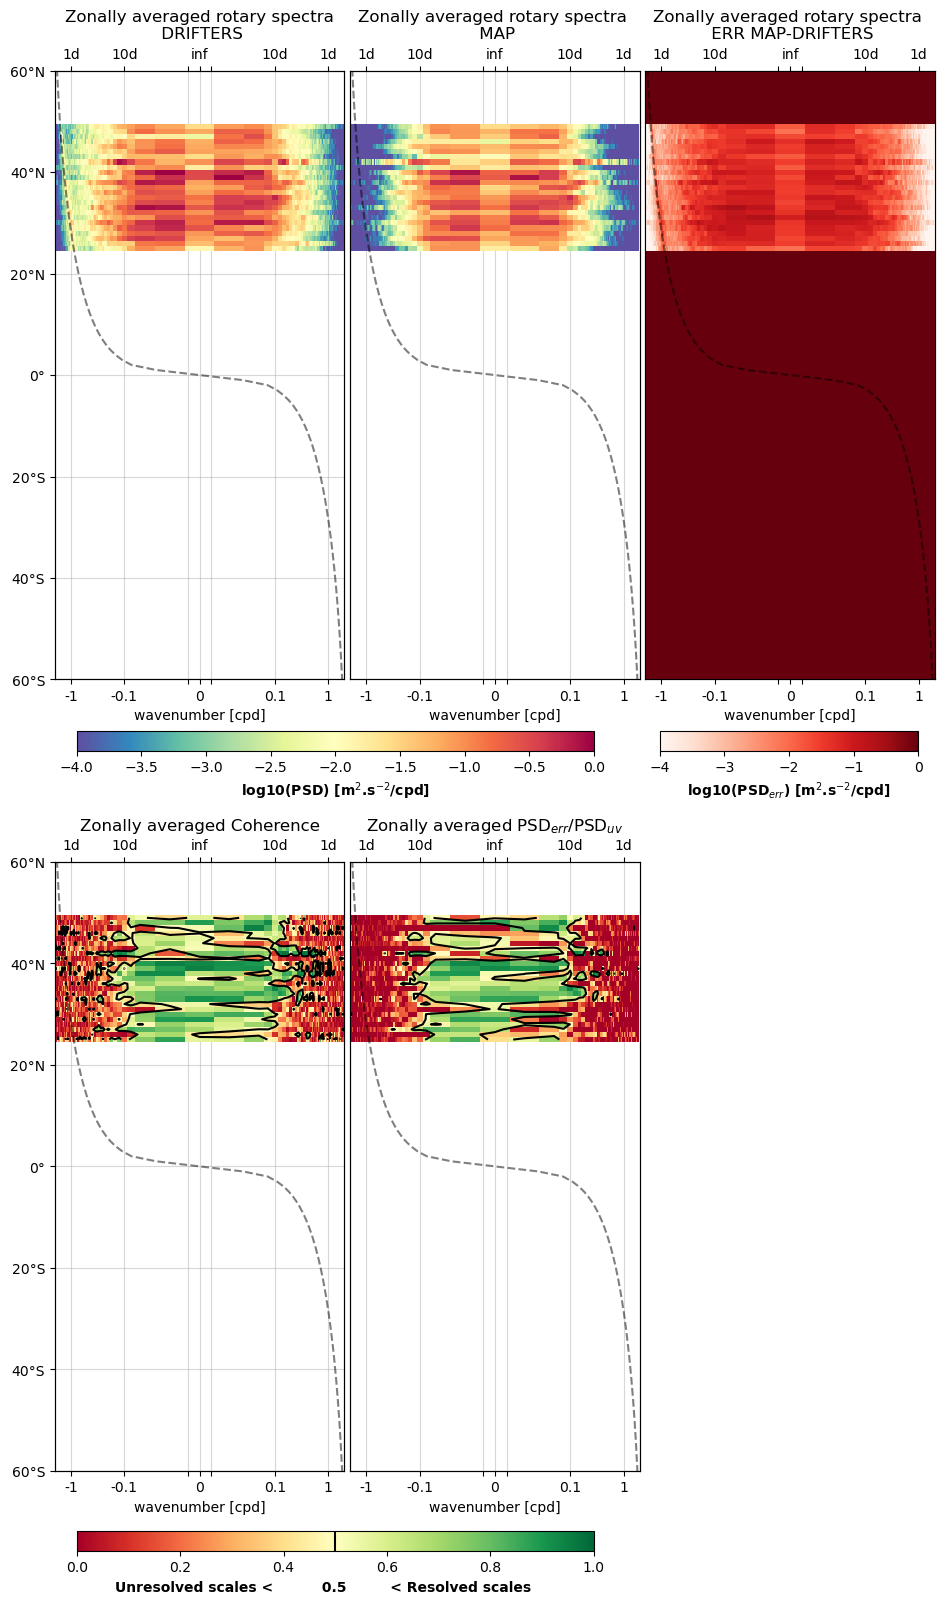 Zonally averaged rotary spectra
DRIFTERS
Zonally averaged rotary spectra
MAP
Zonally averaged rotary spectra
ERR MAP-DRIFTERS
1d 10d inf 10d 1d
1d 10d inf 10d 1d
1d 10d inf 10d 1d
60°N
40°N
20°N
0°
20°S
40°S
60°S
-1 -0.1 0 0.1 1
-1 -0.1 0 0.1 1
-1 -0.1 0 0.1 1
wavenumber [cpd]
wavenumber [cpd]
wavenumber [cpd]
−4.0 −3.5 −3.0 −2.5 −2.0 −1.5 −1.0 −0.5 0.0
log10(PSD) [m².s⁻²/cpd]
−4 −3 −2 −1 0
log10(PSD_err) [m².s⁻²/cpd]
Zonally averaged Coherence
Zonally averaged PSD_err/PSD_uv
1d 10d inf 10d 1d
1d 10d inf 10d 1d
60°N
40°N
20°N
0°
20°S
40°S
60°S
-1 -0.1 0 0.1 1
-1 -0.1 0 0.1 1
wavenumber [cpd]
wavenumber [cpd]
0.0 0.2 0.4 0.6 0.8 1.0
Unresolved scales < 0.5 < Resolved scales